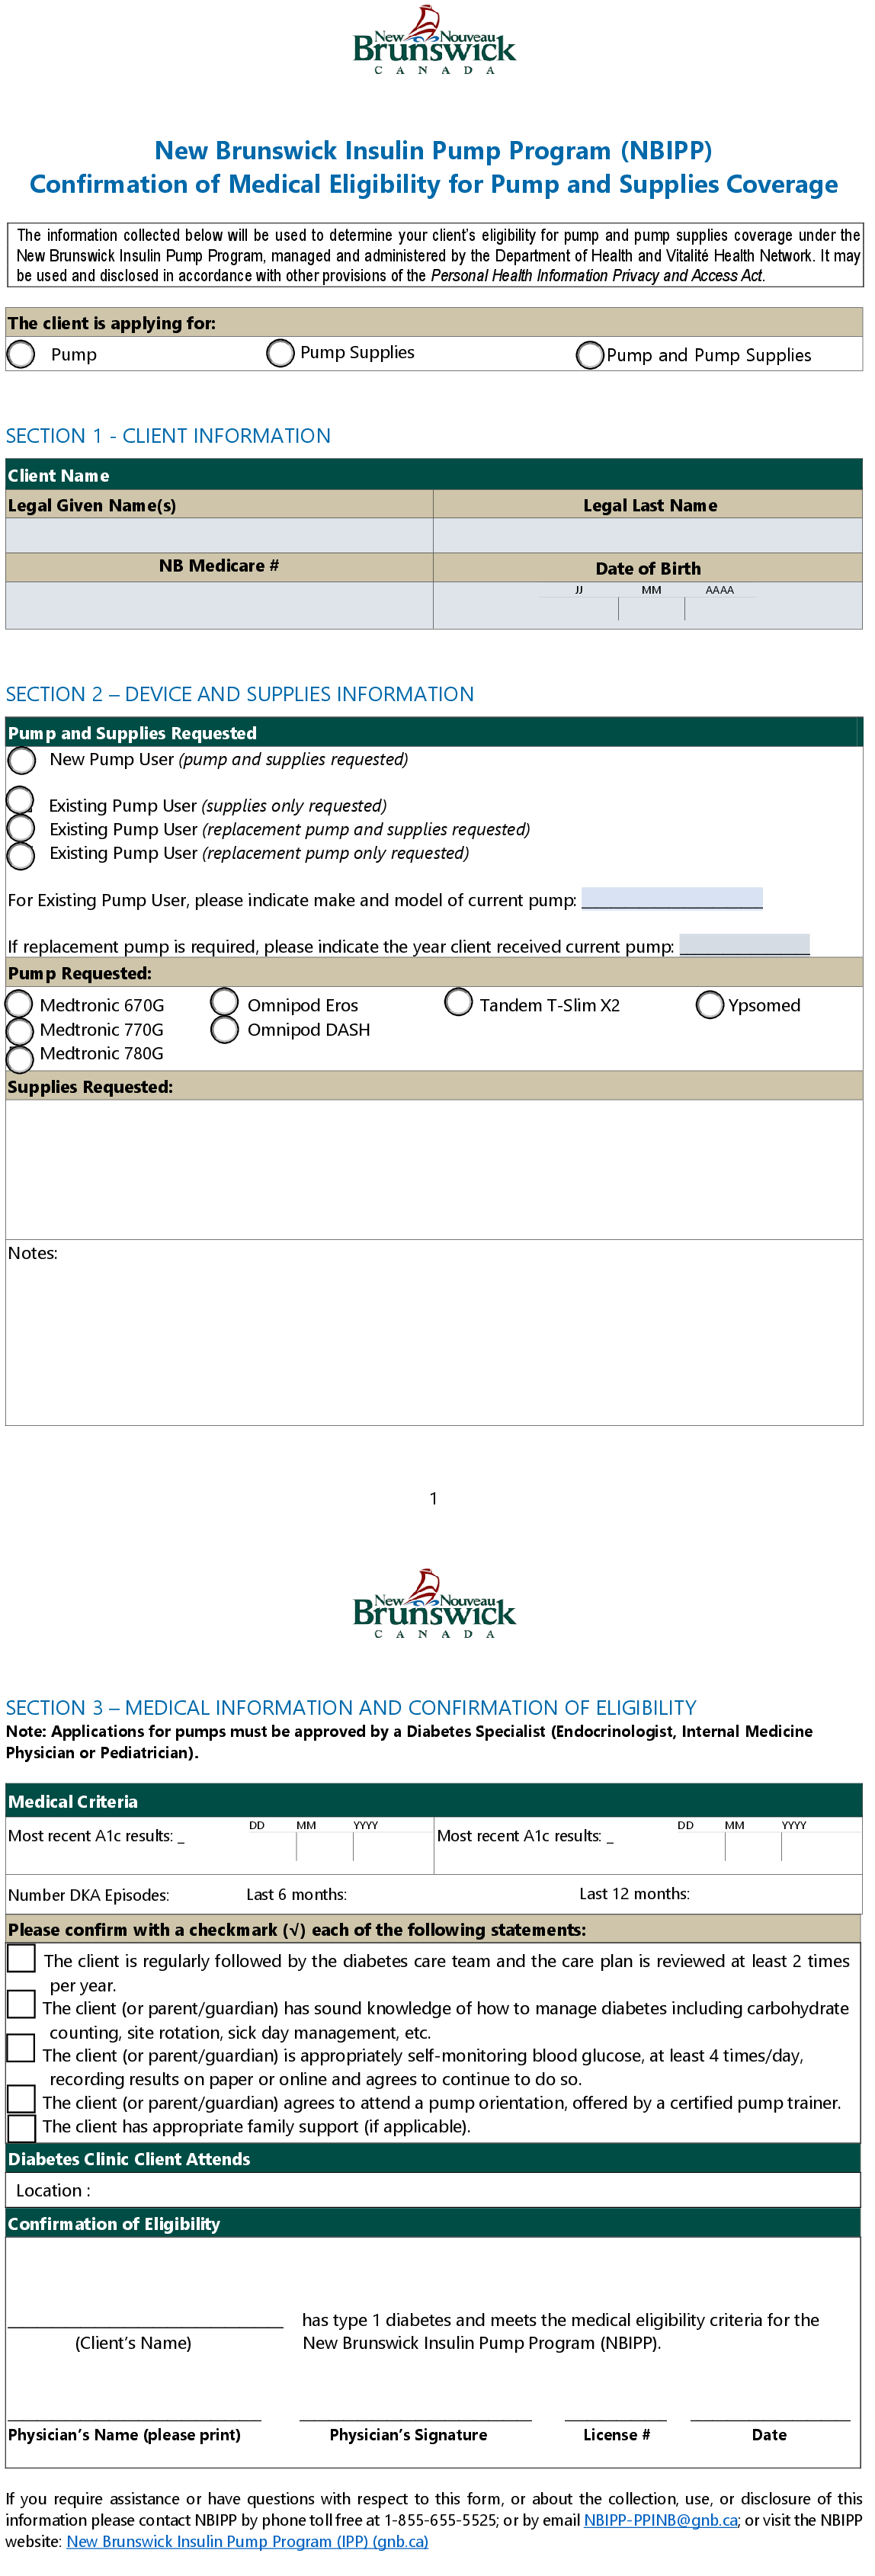 New Nouveau
Brunswick
CANADA
New Brunswick Insulin Pump Program (NBIPP)
Confirmation of Medical Eligibility for Pump and Supplies Coverage
The information collected below will be used to determine your client's eligibility for pump and pump supplies coverage under the
New Brunswick Insulin Pump Program, managed and administered by the Department of Health and Vitalité Health Network. It may
be used and disclosed in accordance with other provisions of the Personal Health Information Privacy and Access Act.
The client is applying for:
Pump Pump Supplies Pump and Pump Supplies
SECTION 1 - CLIENT INFORMATION
Client Name
Legal Given Name(s) Legal Last Name
NB Medicare # Date of Birth
JJ MM AAAA
SECTION 2 – DEVICE AND SUPPLIES INFORMATION
Pump and Supplies Requested
New Pump User (pump and supplies requested)
Existing Pump User (supplies only requested)
Existing Pump User (replacement pump and supplies requested)
Existing Pump User (replacement pump only requested)
For Existing Pump User, please indicate make and model of current pump: ____________________
If replacement pump is required, please indicate the year client received current pump: ______________
Pump Requested:
Medtronic 670G Omnipod Eros Tandem T-Slim X2 Ypsomed
Medtronic 770G Omnipod DASH
Medtronic 780G
Supplies Requested:
Notes:
1
New Nouveau
Brunswick
CANADA
SECTION 3 – MEDICAL INFORMATION AND CONFIRMATION OF ELIGIBILITY
Note: Applications for pumps must be approved by a Diabetes Specialist (Endocrinologist, Internal Medicine
Physician or Pediatrician).
Medical Criteria
Most recent A1c results: _ DD MM YYYY Most recent A1c results: _ DD MM YYYY
Number DKA Episodes: Last 6 months: Last 12 months:
Please confirm with a checkmark (√) each of the following statements:
The client is regularly followed by the diabetes care team and the care plan is reviewed at least 2 times
per year.
The client (or parent/guardian) has sound knowledge of how to manage diabetes including carbohydrate
counting, site rotation, sick day management, etc.
The client (or parent/guardian) is appropriately self-monitoring blood glucose, at least 4 times/day,
recording results on paper or online and agrees to continue to do so.
The client (or parent/guardian) agrees to attend a pump orientation, offered by a certified pump trainer.
The client has appropriate family support (if applicable).
Diabetes Clinic Client Attends
Location :
Confirmation of Eligibility
______________________________ has type 1 diabetes and meets the medical eligibility criteria for the
(Client's Name) New Brunswick Insulin Pump Program (NBIPP).
Physician's Name (please print) Physician's Signature License # Date
If you require assistance or have questions with respect to this form, or about the collection, use, or disclosure of this
information please contact NBIPP by phone toll free at 1-855-655-5525; or by email NBIPP-PPINB@gnb.ca; or visit the NBIPP
website: New Brunswick Insulin Pump Program (IPP) (gnb.ca)